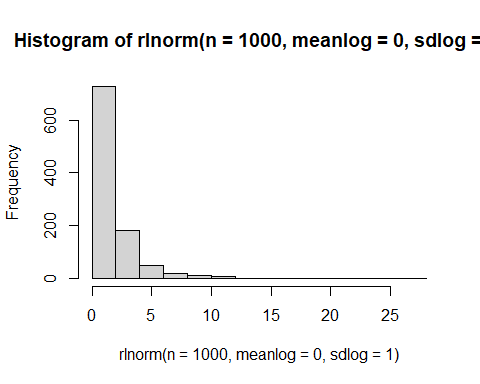 Histogram of rlnorm(n = 1000, meanlog = 0, sdlog =
Frequency
600
400
200
0
0 5 10 15 20 25
rlnorm(n = 1000, meanlog = 0, sdlog = 1)